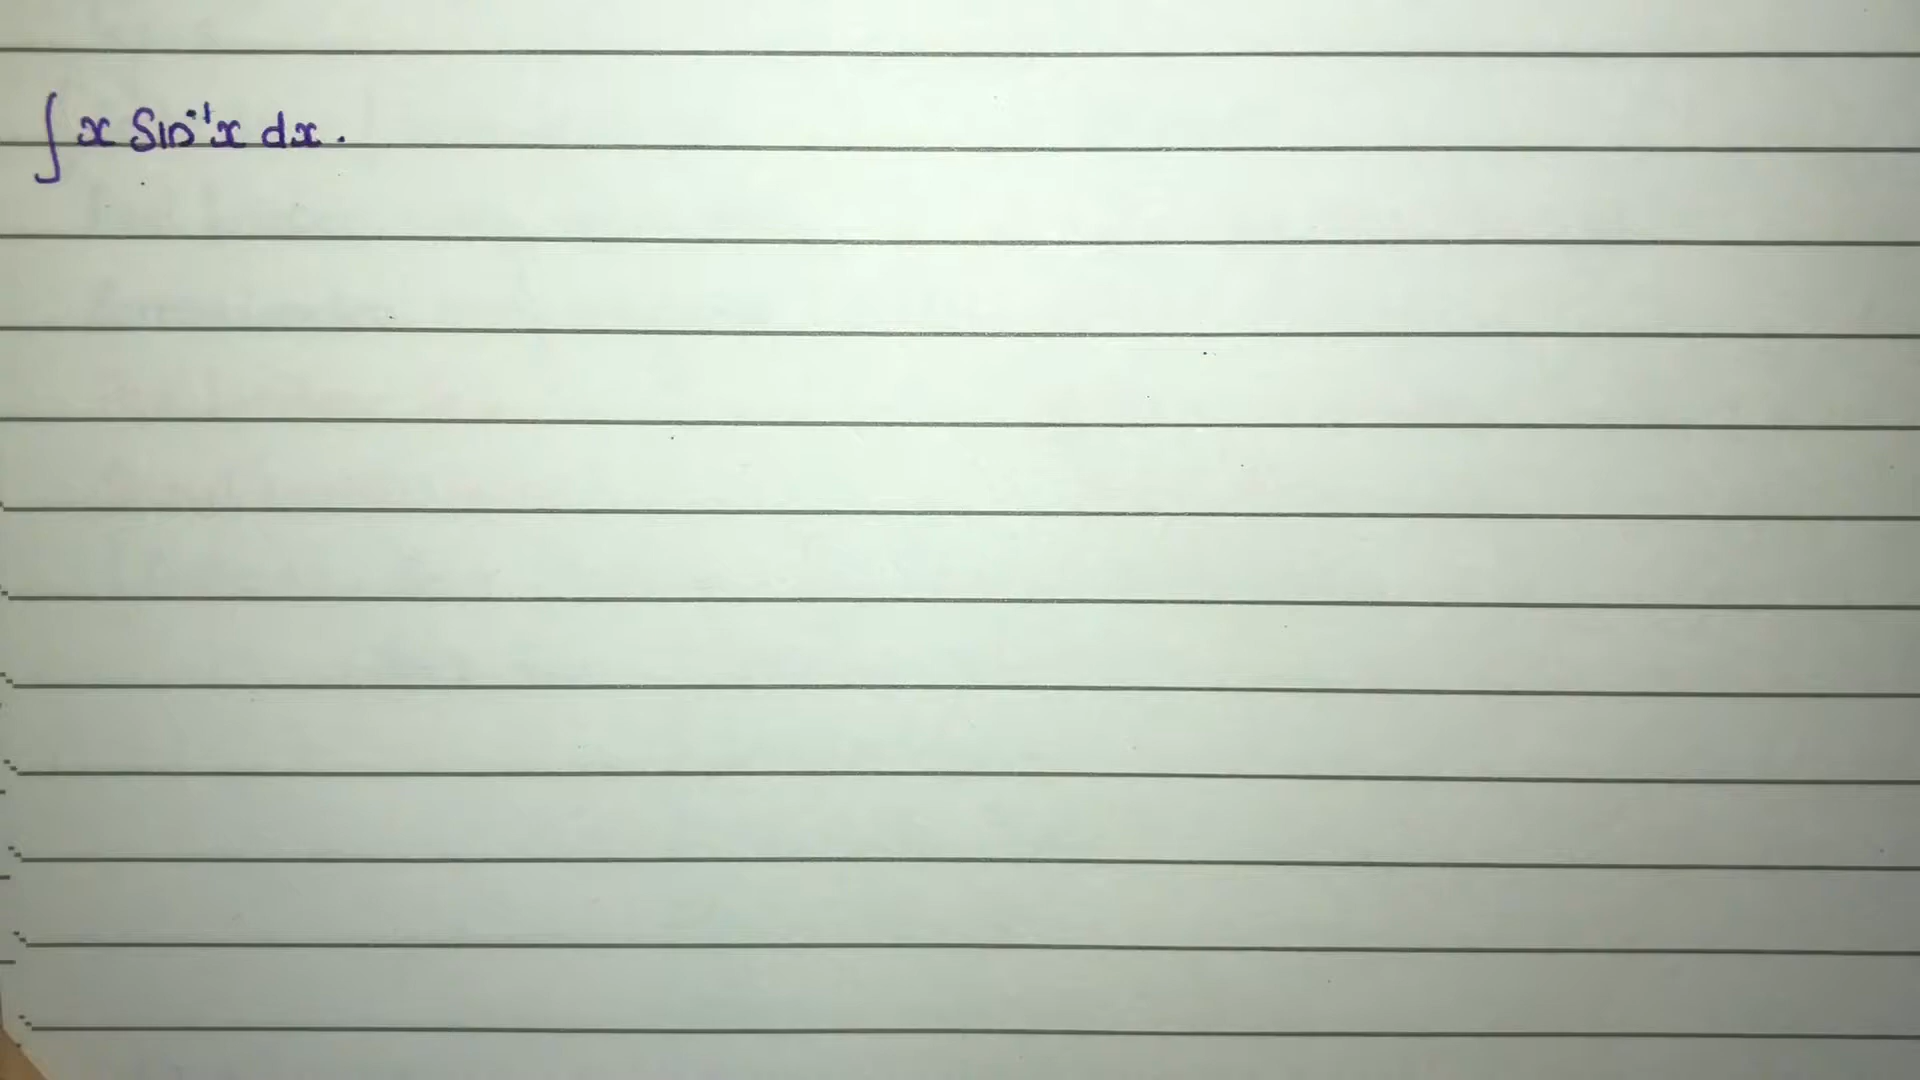 ∫ x Sin⁻¹x dx.